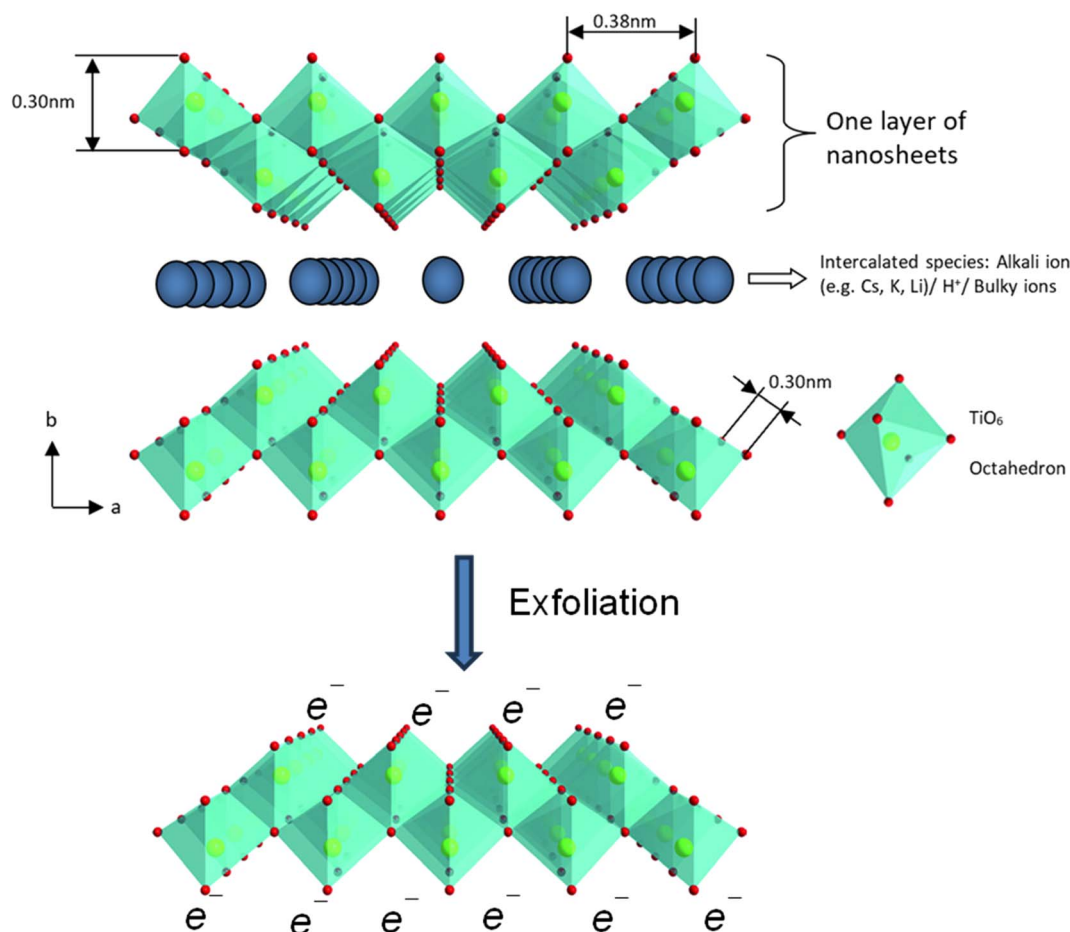 0.38nm
0.30nm
One layer of
nanosheets
Intercalated species: Alkali ion
(e.g. Cs, K, Li)/ H⁺/ Bulky ions
0.30nm
TiO₆
Octahedron
b
a
Exfoliation
e⁻ e⁻ e⁻ e⁻
e⁻ e⁻ e⁻ e⁻ e⁻ e⁻